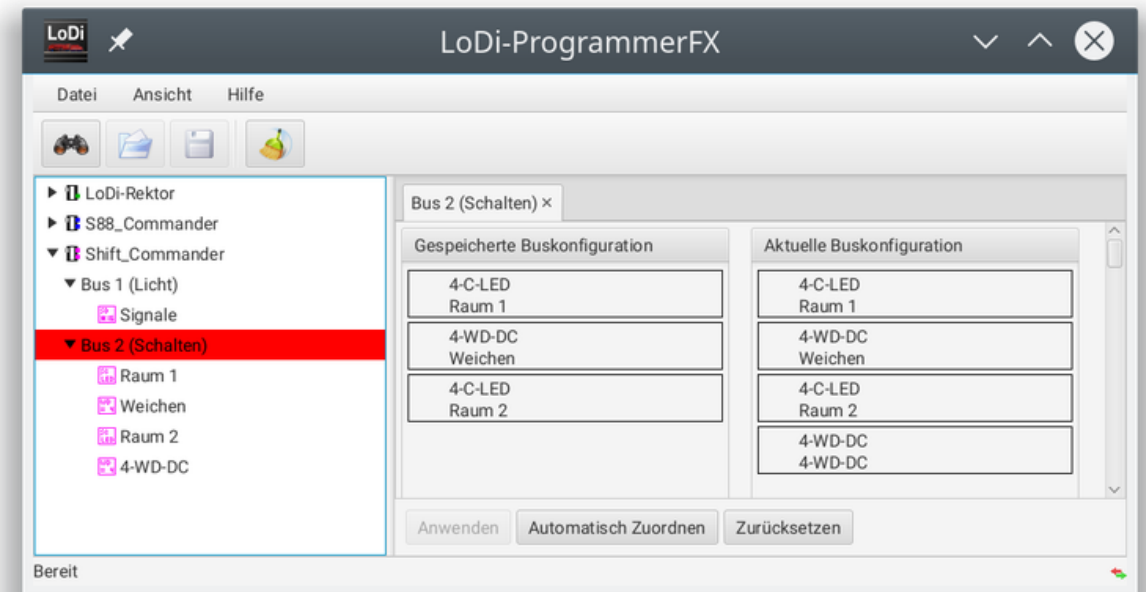 LoDi
LoDi-ProgrammerFX
Datei Ansicht Hilfe
LoDi-Rektor
S88_Commander
Shift_Commander
Bus 1 (Licht)
Signale
Bus 2 (Schalten)
Raum 1
Weichen
Raum 2
4-WD-DC
Bus 2 (Schalten) ×
Gespeicherte Buskonfiguration
4-C-LED
Raum 1
4-WD-DC
Weichen
4-C-LED
Raum 2
Aktuelle Buskonfiguration
4-C-LED
Raum 1
4-WD-DC
Weichen
4-C-LED
Raum 2
4-WD-DC
4-WD-DC
Anwenden Automatisch Zuordnen Zurücksetzen
Bereit